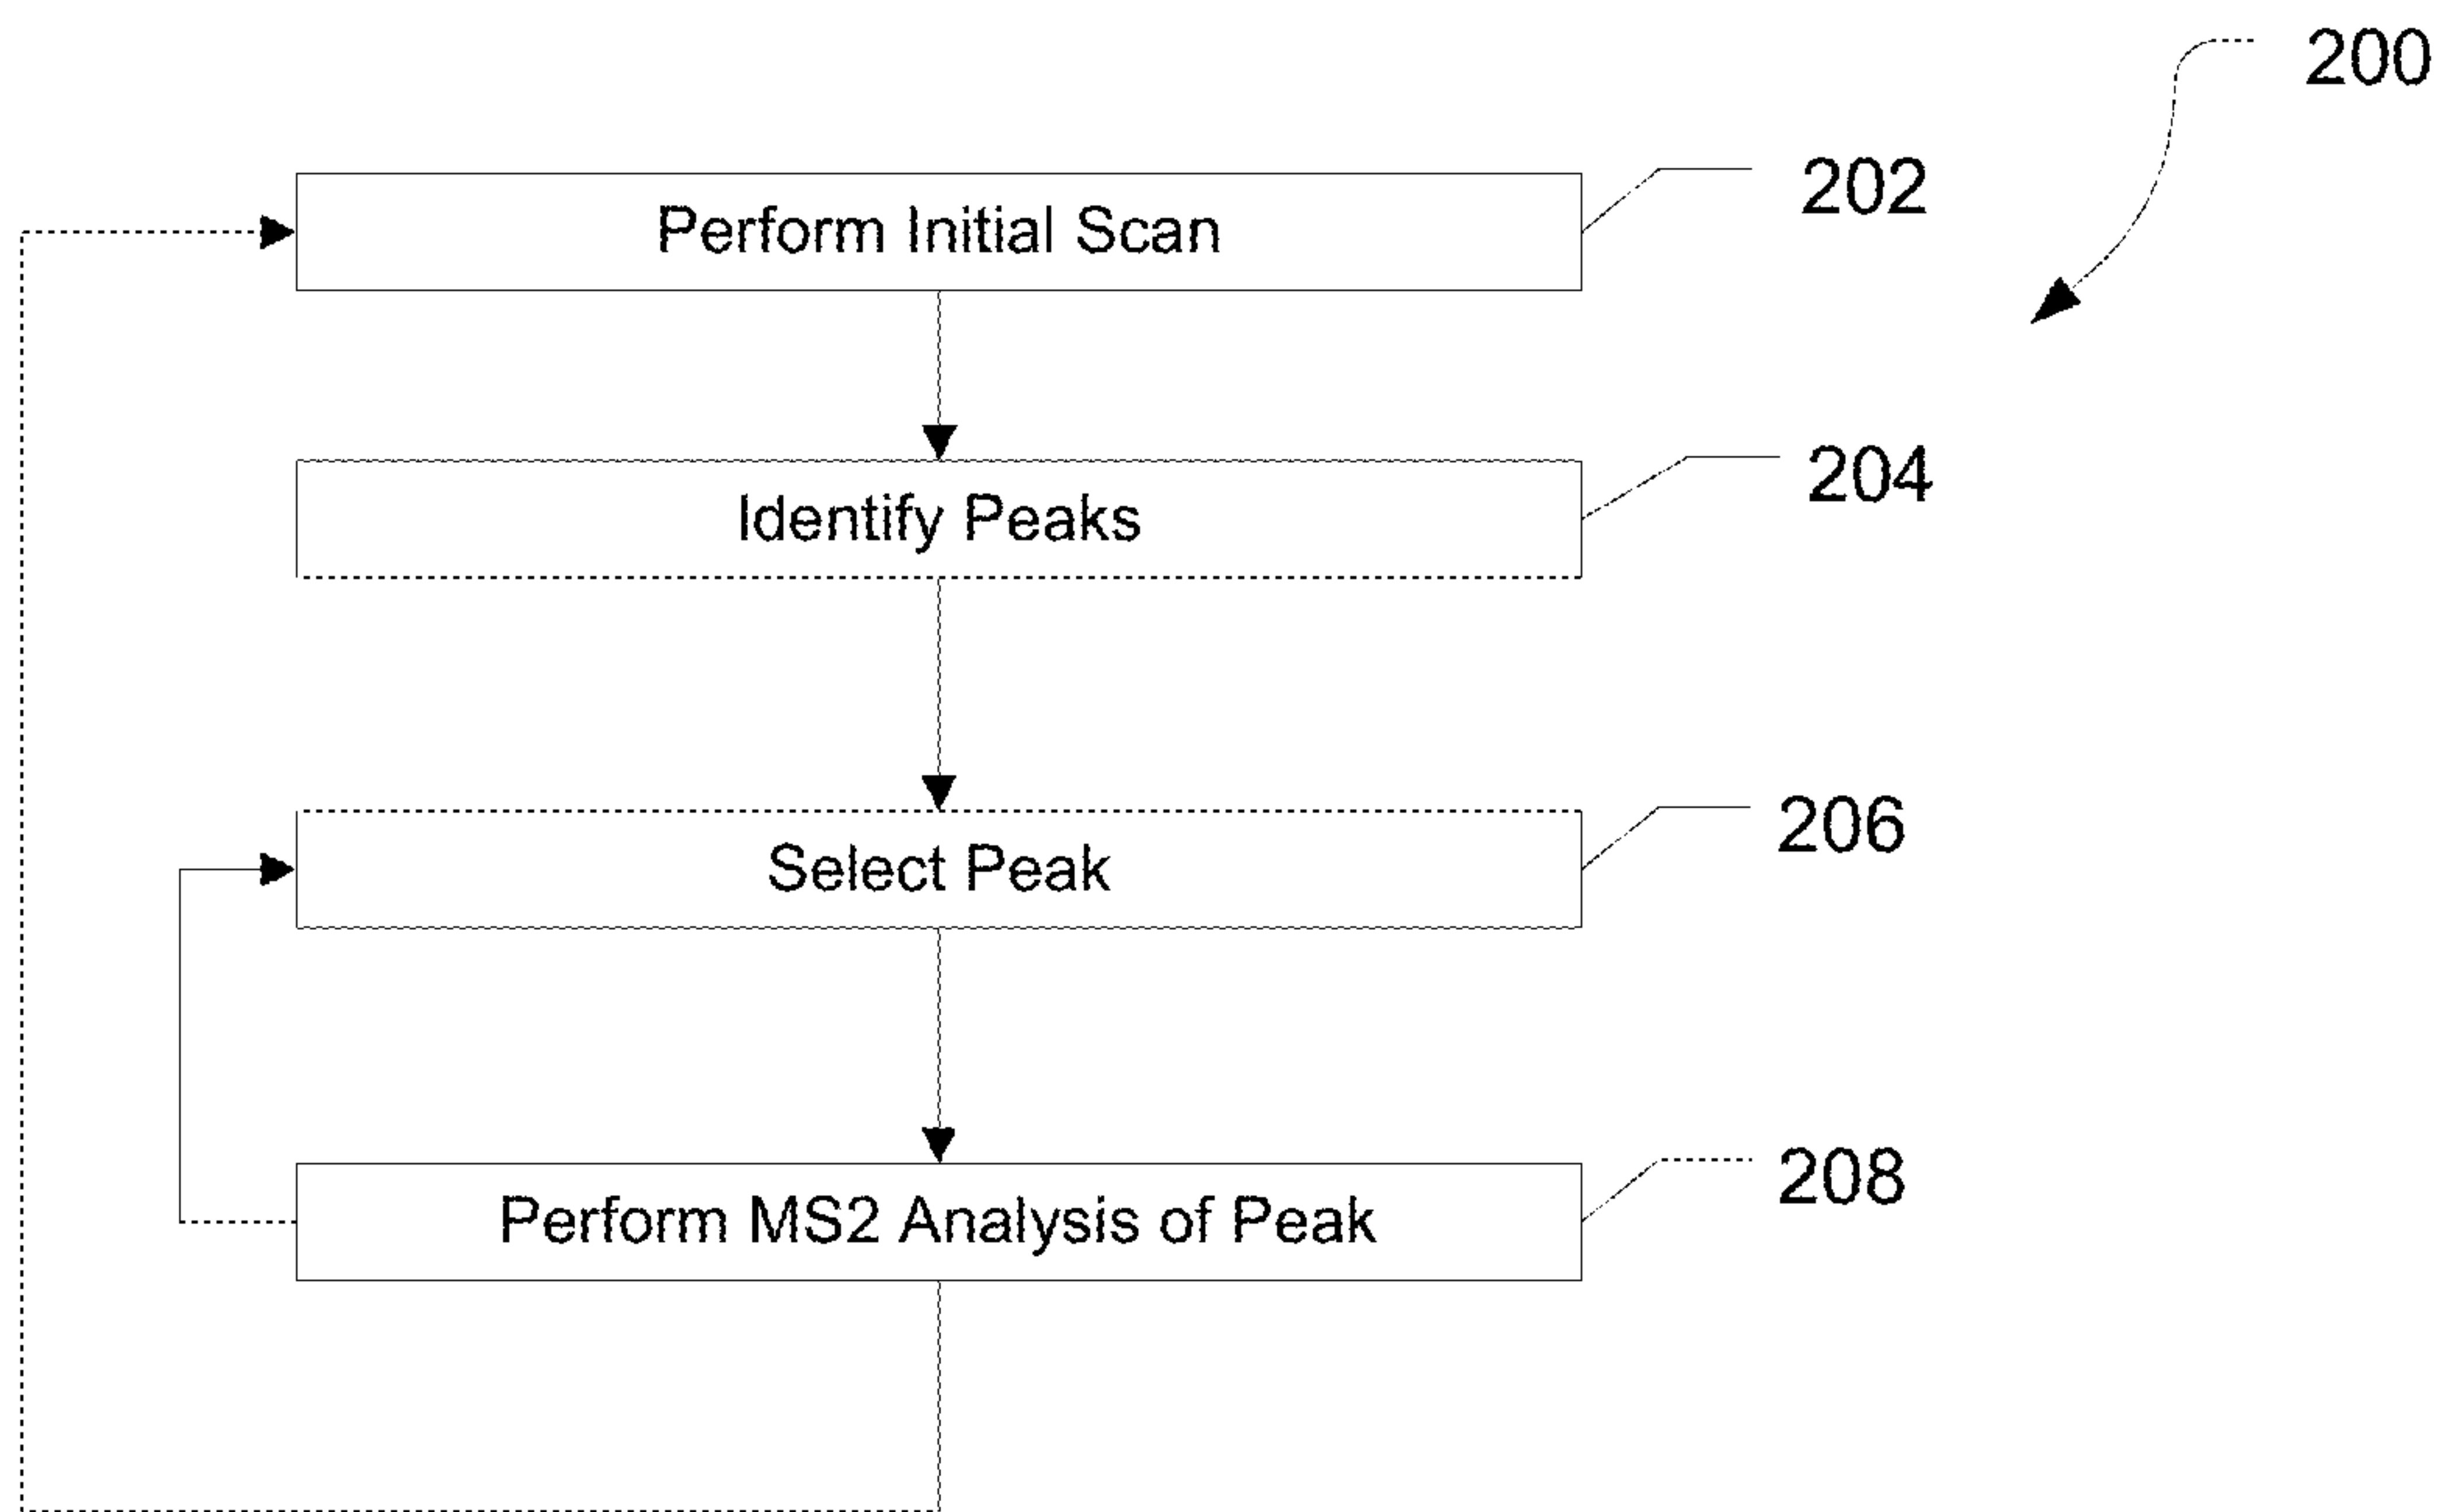 200
Perform Initial Scan 202
Identify Peaks 204
Select Peak 206
Perform MS2 Analysis of Peak 208